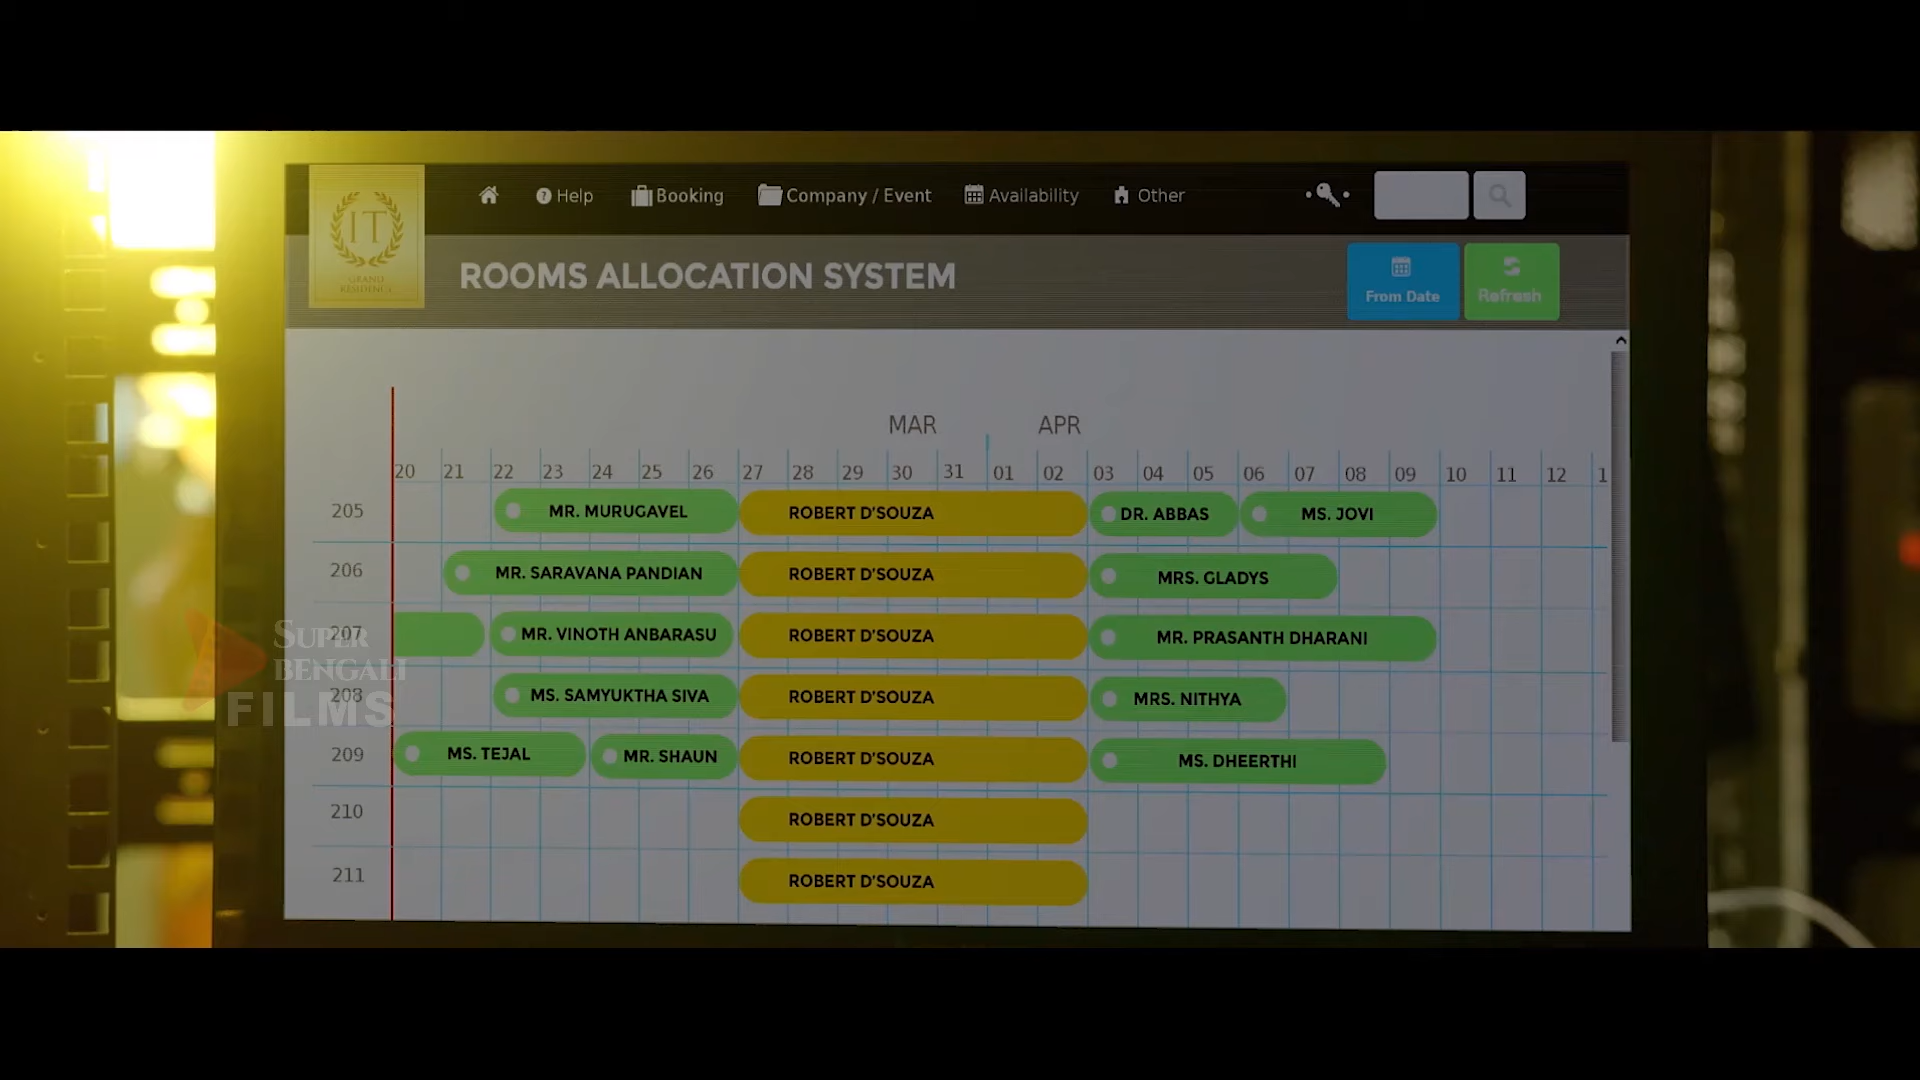 IT
GRAND
RESIDENCY
Help
Booking
Company / Event
Availability
Other
ROOMS ALLOCATION SYSTEM
From Date
Refresh
MAR
APR
20 21 22 23 24 25 26 27 28 29 30 31 01 02 03 04 05 06 07 08 09 10 11 12 1
205 MR. MURUGAVEL ROBERT D'SOUZA DR. ABBAS MS. JOVI
206 MR. SARAVANA PANDIAN ROBERT D'SOUZA MRS. GLADYS
207 MR. VINOTH ANBARASU ROBERT D'SOUZA MR. PRASANTH DHARANI
208 MS. SAMYUKTHA SIVA ROBERT D'SOUZA MRS. NITHYA
209 MS. TEJAL MR. SHAUN ROBERT D'SOUZA MS. DHEERTHI
210 ROBERT D'SOUZA
211 ROBERT D'SOUZA
SUPER
BENGALI
FILMS